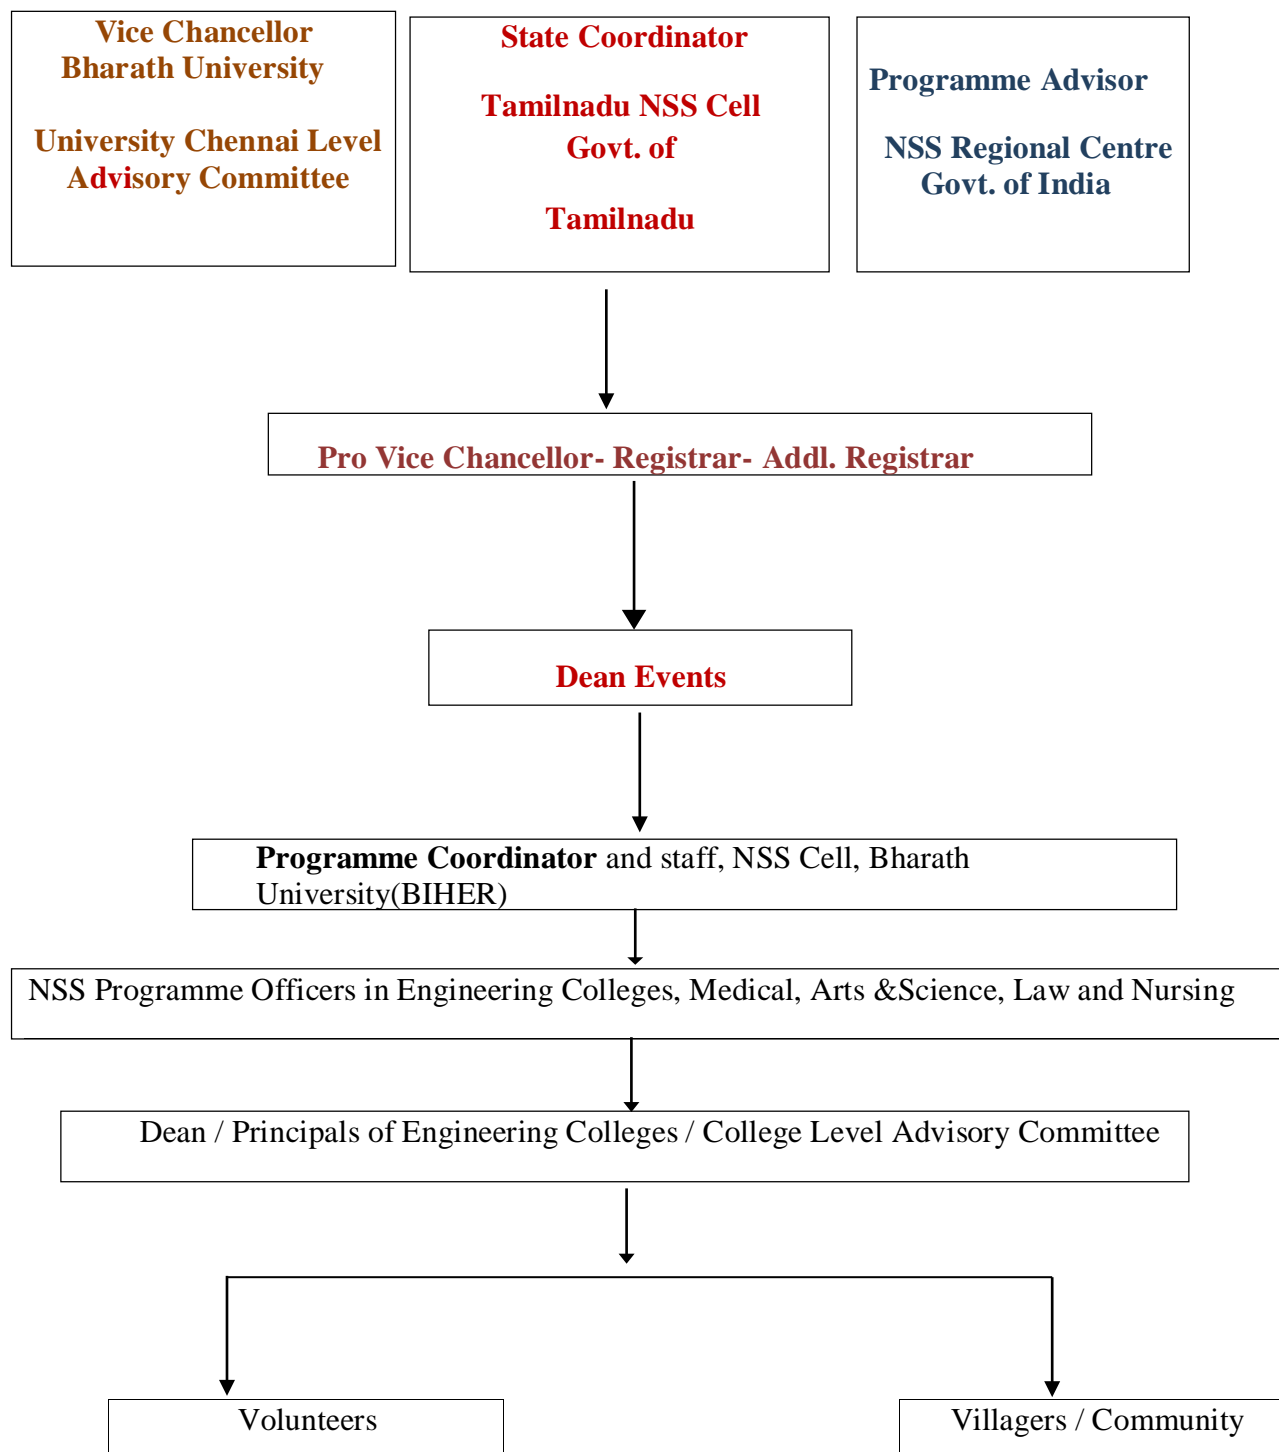 Vice Chancellor
Bharath University
University Chennai Level
Advisory Committee
State Coordinator
Tamilnadu NSS Cell
Govt. of
Tamilnadu
Programme Advisor
NSS Regional Centre
Govt. of India
Pro Vice Chancellor- Registrar- Addl. Registrar
Dean Events
Programme Coordinator and staff, NSS Cell, Bharath
University(BIHER)
NSS Programme Officers in Engineering Colleges, Medical, Arts &Science, Law and Nursing
Dean / Principals of Engineering Colleges / College Level Advisory Committee
Volunteers
Villagers / Community